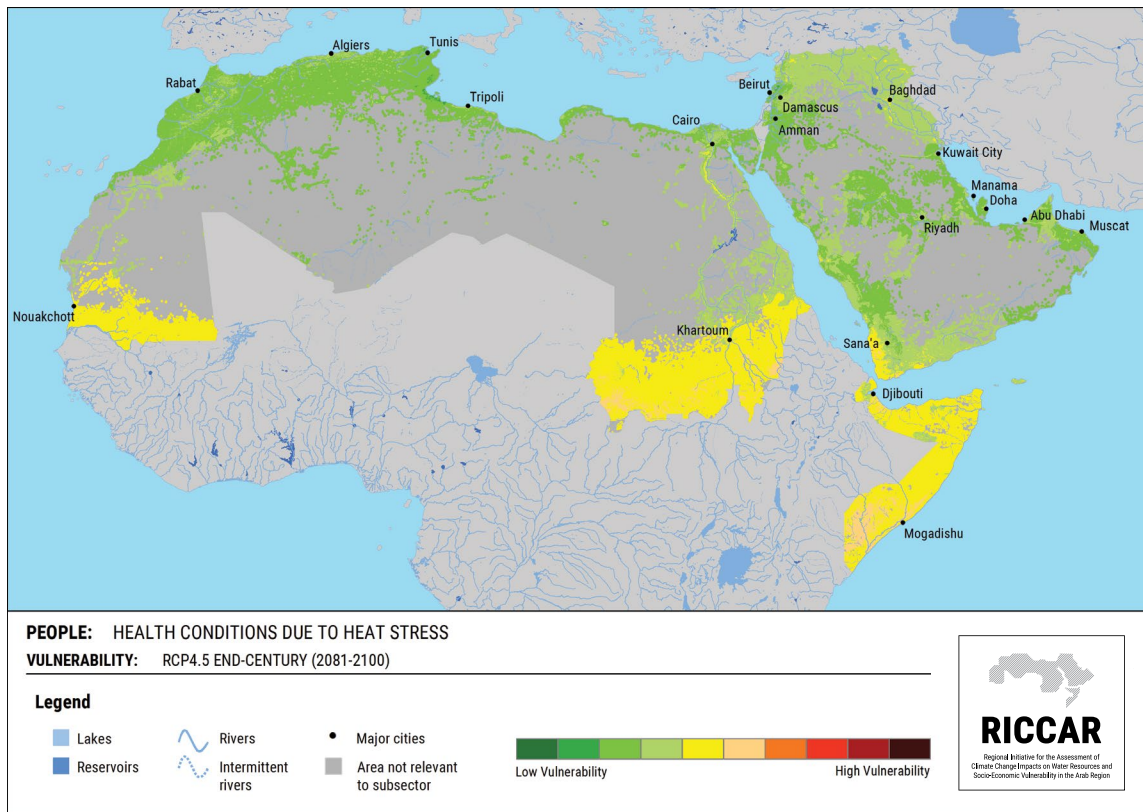 Algiers
Tunis
Rabat
Tripoli
Beirut
Baghdad
Damascus
Cairo
Amman
Kuwait City
Manama
Doha
Abu Dhabi
Riyadh
Muscat
Nouakchott
Khartoum
Sana'a
Djibouti
Mogadishu
PEOPLE: HEALTH CONDITIONS DUE TO HEAT STRESS
VULNERABILITY: RCP4.5 END-CENTURY (2081-2100)
Legend
Lakes
Rivers
Major cities
Reservoirs
Intermittent
rivers
Area not relevant
to subsector
Low Vulnerability
High Vulnerability
RICCAR
Regional Initiative for the Assessment of
Climate Change Impacts on Water Resources and
Socio-Economic Vulnerability in the Arab Region